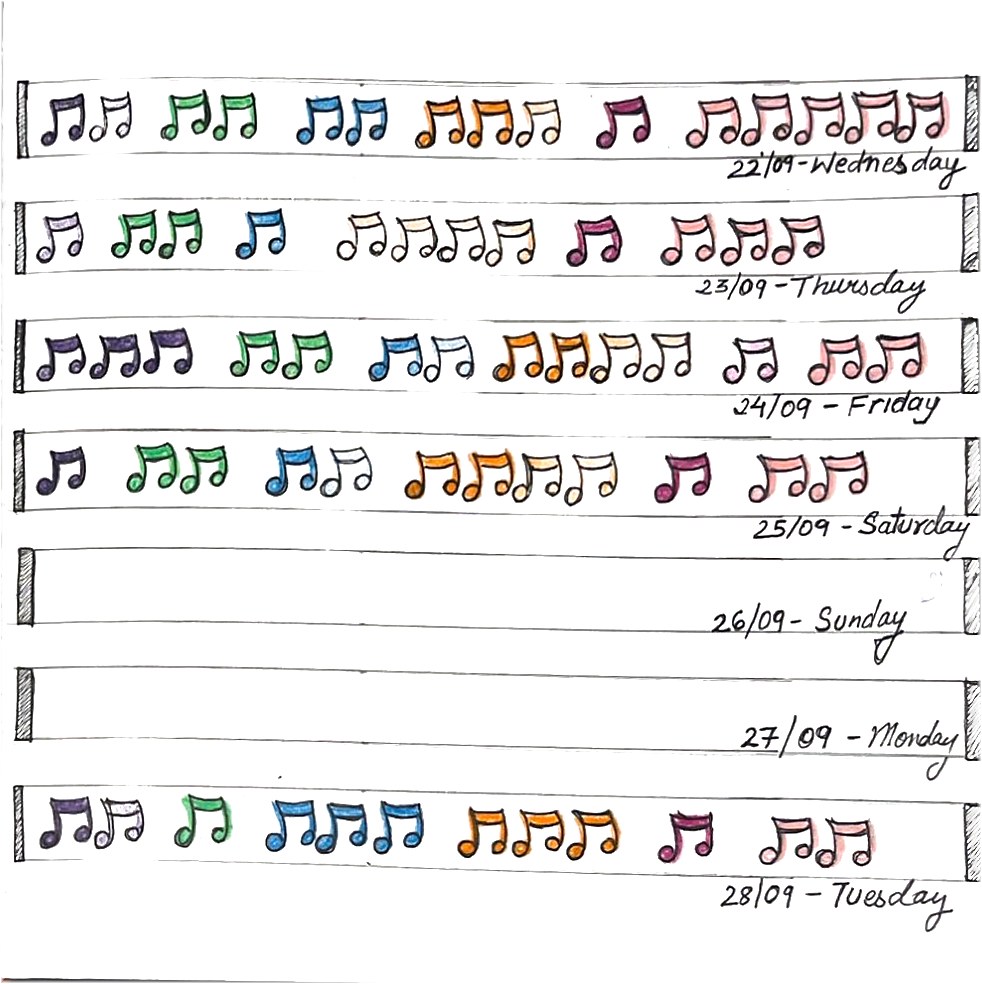 22/09-Wednesday
23/09-Thursday
24/09 - Friday
25/09 - Saturday
26/09- Sunday
27/09 - Monday
28/09 - Tuesday